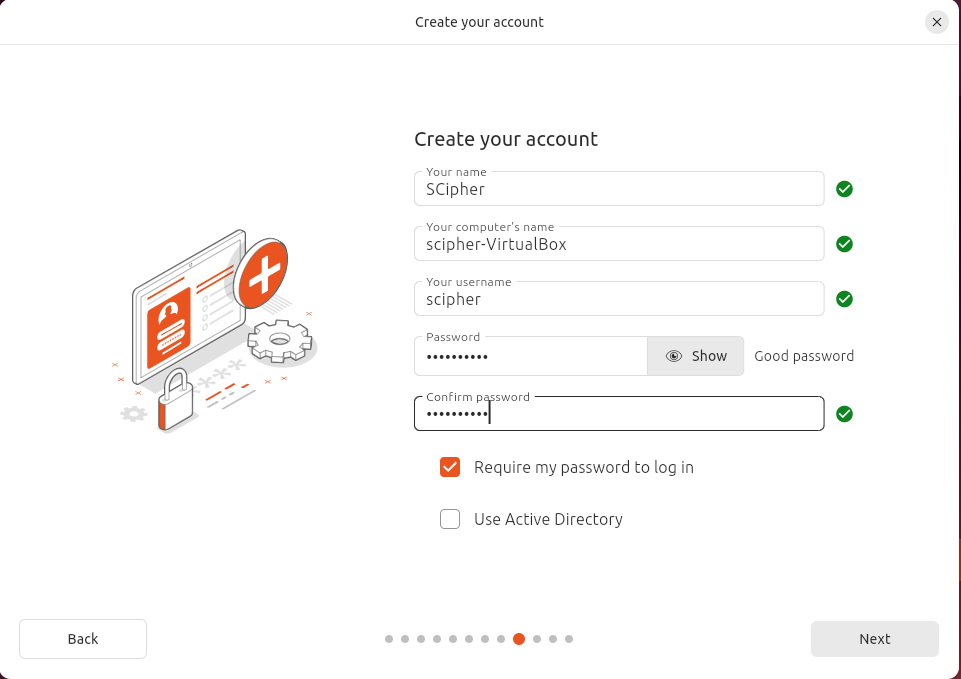 Create your account
Create your account
Your name
SCipher
Your computer's name
scipher-VirtualBox
Your username
scipher
Password
••••••••••
Show
Good password
Confirm password
••••••••••
Require my password to log in
Use Active Directory
Back
Next